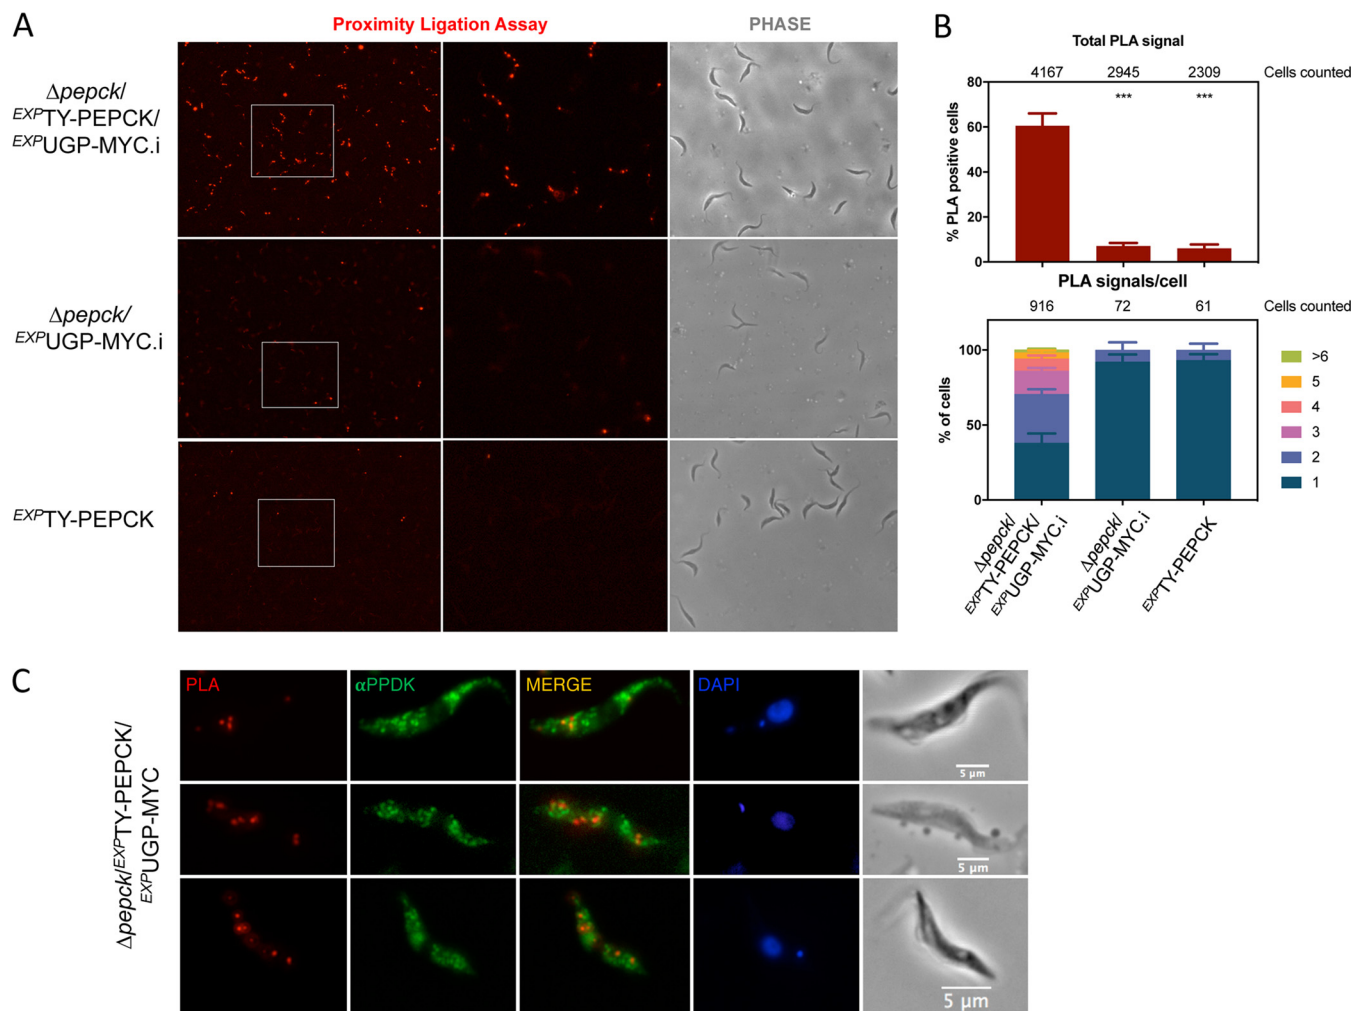 A
Proximity Ligation Assay
PHASE
Δpepck/
EXPTY-PEPCK/
EXPUGP-MYC.i
Δpepck/
EXPUGP-MYC.i
EXPTY-PEPCK
B
Total PLA signal
4167 2945 2309 Cells counted
*** ***
80
60
40
20
0
% PLA positive cells
PLA signals/cell
916 72 61 Cells counted
100
50
0
% of cells
>6
5
4
3
2
1
Δpepck/
EXPTY-PEPCK/
EXPUGP-MYC.i
Δpepck/
EXPUGP-MYC.i
EXPTY-PEPCK
C
PLA
αPPDK
MERGE
DAPI
Δpepck/EXPTY-PEPCK/
EXPUGP-MYC
5 µm
5 µm
5 µm